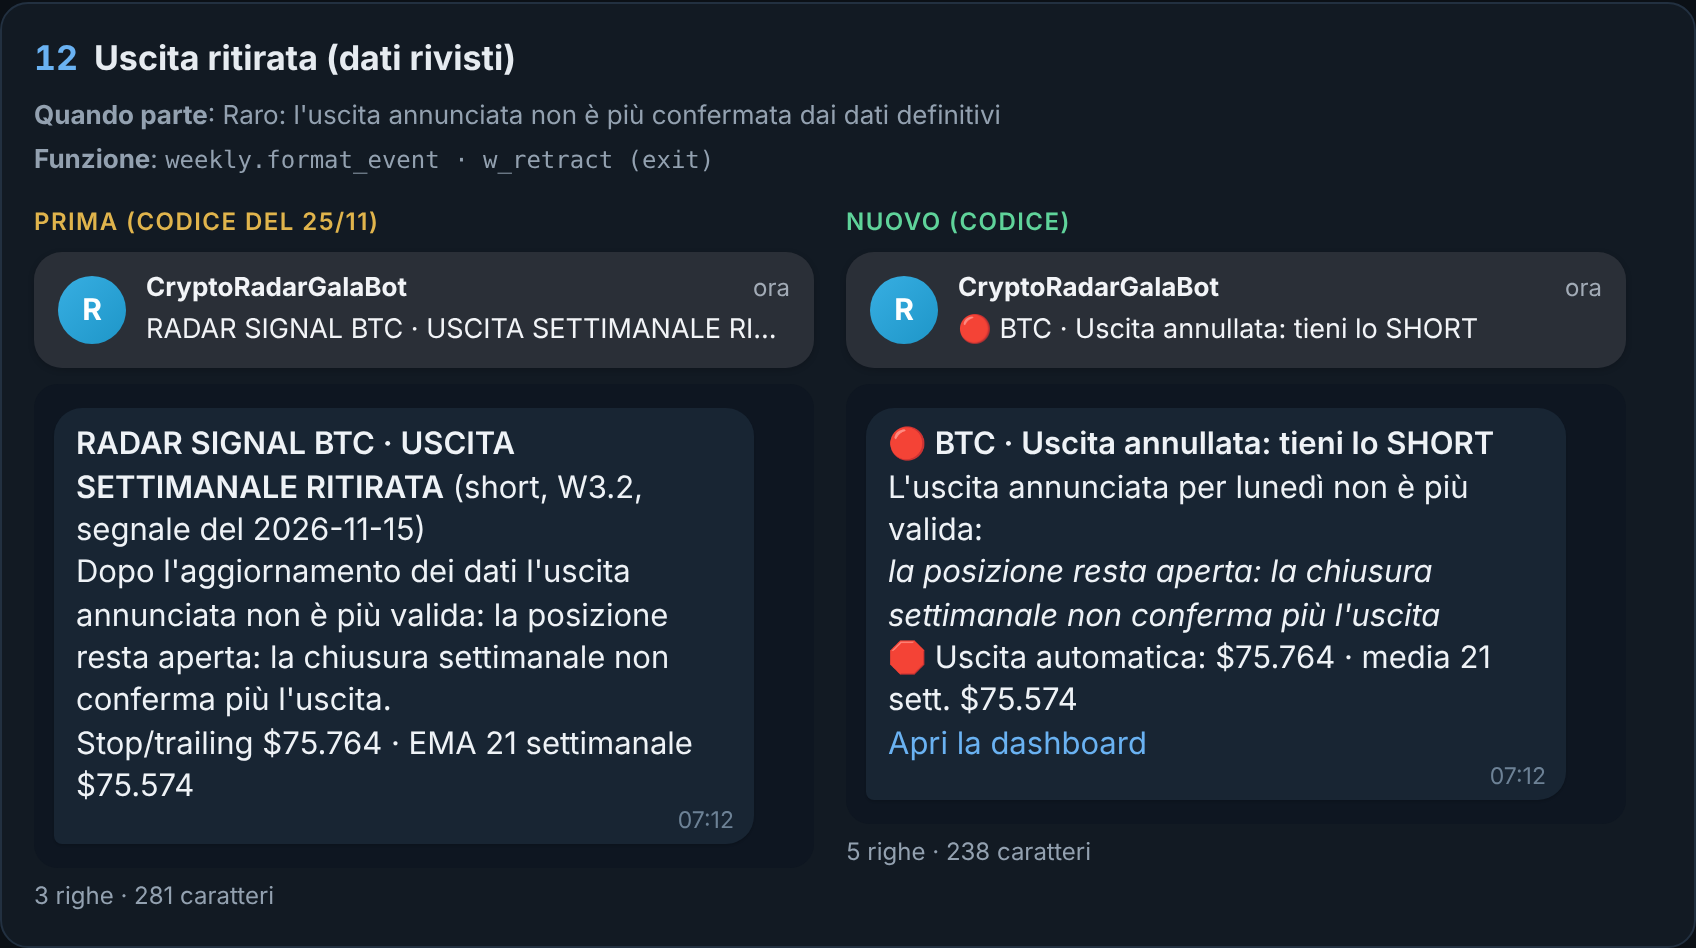 12 Uscita ritirata (dati rivisti)
Quando parte: Raro: l'uscita annunciata non è più confermata dai dati definitivi
Funzione: weekly.format_event · w_retract (exit)
PRIMA (CODICE DEL 25/11)
R
CryptoRadarGalaBot
ora
RADAR SIGNAL BTC · USCITA SETTIMANALE RI...
RADAR SIGNAL BTC · USCITA
SETTIMANALE RITIRATA (short, W3.2,
segnale del 2026-11-15)
Dopo l'aggiornamento dei dati l'uscita
annunciata non è più valida: la posizione
resta aperta: la chiusura settimanale non
conferma più l'uscita.
Stop/trailing $75.764 · EMA 21 settimanale
$75.574
07:12
3 righe · 281 caratteri
NUOVO (CODICE)
R
CryptoRadarGalaBot
ora
🔴 BTC · Uscita annullata: tieni lo SHORT
🔴 BTC · Uscita annullata: tieni lo SHORT
L'uscita annunciata per lunedì non è più
valida:
la posizione resta aperta: la chiusura
settimanale non conferma più l'uscita
🛑 Uscita automatica: $75.764 · media 21
sett. $75.574
Apri la dashboard
07:12
5 righe · 238 caratteri